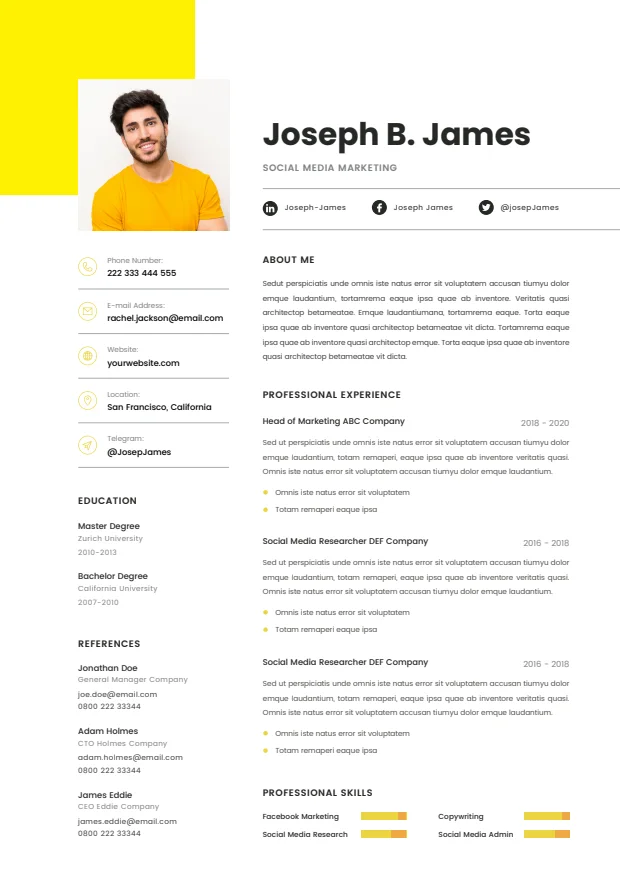 Joseph B. James
SOCIAL MEDIA MARKETING
Joseph-James
Joseph James
@josepJames
Phone Number:
222 333 444 555
E-mail Address:
rachel.jackson@email.com
Website:
yourwebsite.com
Location:
San Francisco, California
Telegram:
@JosepJames
EDUCATION
Master Degree
Zurich University
2010-2013
Bachelor Degree
California University
2007-2010
REFERENCES
Jonathan Doe
General Manager Company
joe.doe@email.com
0800 222 33344
Adam Holmes
CTO Holmes Company
adam.holmes@email.com
0800 222 33344
James Eddie
CEO Eddie Company
james.eddie@email.com
0800 222 33344
ABOUT ME
Sedut perspiciatis unde omnis iste natus error sit voluptatem accusan tiumyu dolor
emque laudantium, tortamrema eaque ipsa quae ab inventore. Veritatis quasi
architectop betameatae. Emque laudantiumana, tortamrema eaque. Torta eaque
ipsa quae ab inventore quasi architectop betameatae vit dicta. Tortamrema eaque
ipsa quae ab inventore quasi architectop emque. Torta eaque ipsa quae ab inventore
quasi architectop betameatae vit dicta.
PROFESSIONAL EXPERIENCE
Head of Marketing ABC Company
2018 - 2020
Sed ut perspiciatis unde omnis iste natus error sit voluptatem accusan tiumyu dolor
emque laudantium, totam remaperi, eaque ipsa quae ab inventore veritatis quasi.
Omnis iste natus error sit voluptatem accusan tiumyu dolor emque laudantium.
Omnis iste natus error sit voluptatem
Totam remaperi eaque ipsa
Social Media Researcher DEF Company
2016 - 2018
Sed ut perspiciatis unde omnis iste natus error sit voluptatem accusan tiumyu dolor
emque laudantium, totam remaperi, eaque ipsa quae ab inventore veritatis quasi.
Omnis iste natus error sit voluptatem accusan tiumyu dolor emque laudantium.
Omnis iste natus error sit voluptatem
Totam remaperi eaque ipsa
Social Media Researcher DEF Company
2016 - 2018
Sed ut perspiciatis unde omnis iste natus error sit voluptatem accusan tiumyu dolor
emque laudantium, totam remaperi, eaque ipsa quae ab inventore veritatis quasi.
Omnis iste natus error sit voluptatem accusan tiumyu dolor emque laudantium.
Omnis iste natus error sit voluptatem
Totam remaperi eaque ipsa
PROFESSIONAL SKILLS
Facebook Marketing
Copywriting
Social Media Research
Social Media Admin